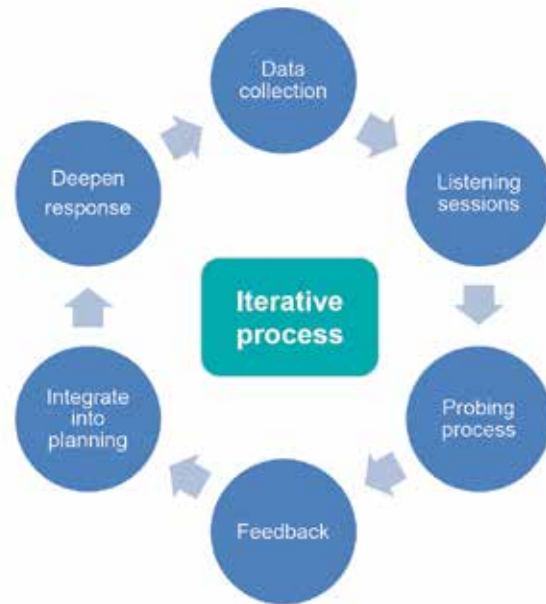 Data
collection
Listening
sessions
Probing
process
Feedback
Integrate
into
planning
Deepen
response
Iterative
process